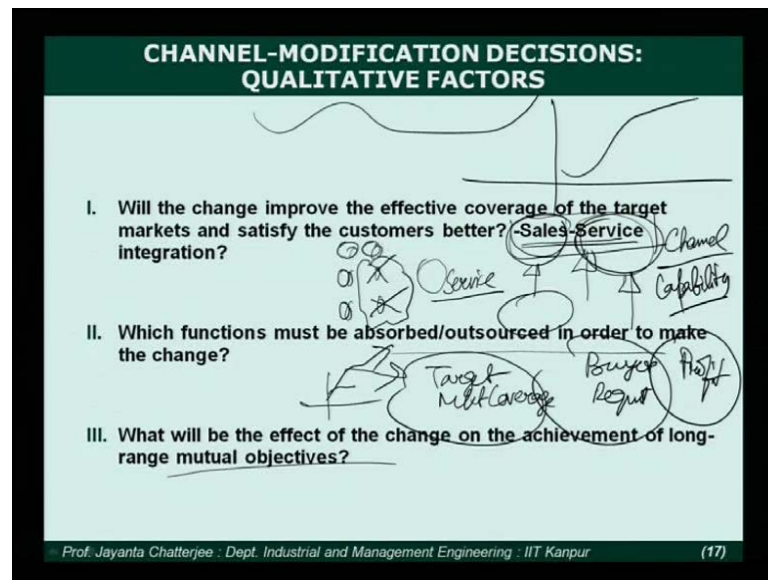 CHANNEL-MODIFICATION DECISIONS:
QUALITATIVE FACTORS
I. Will the change improve the effective coverage of the target
markets and satisfy the customers better? -Sales-Service
integration?
Channel
Capability
Service
II. Which functions must be absorbed/outsourced in order to make
the change?
Target
Mkt Coverage
Buyer
Requt
Profit
III. What will be the effect of the change on the achievement of long-
range mutual objectives?
Prof. Jayanta Chatterjee : Dept. Industrial and Management Engineering : IIT Kanpur
(17)